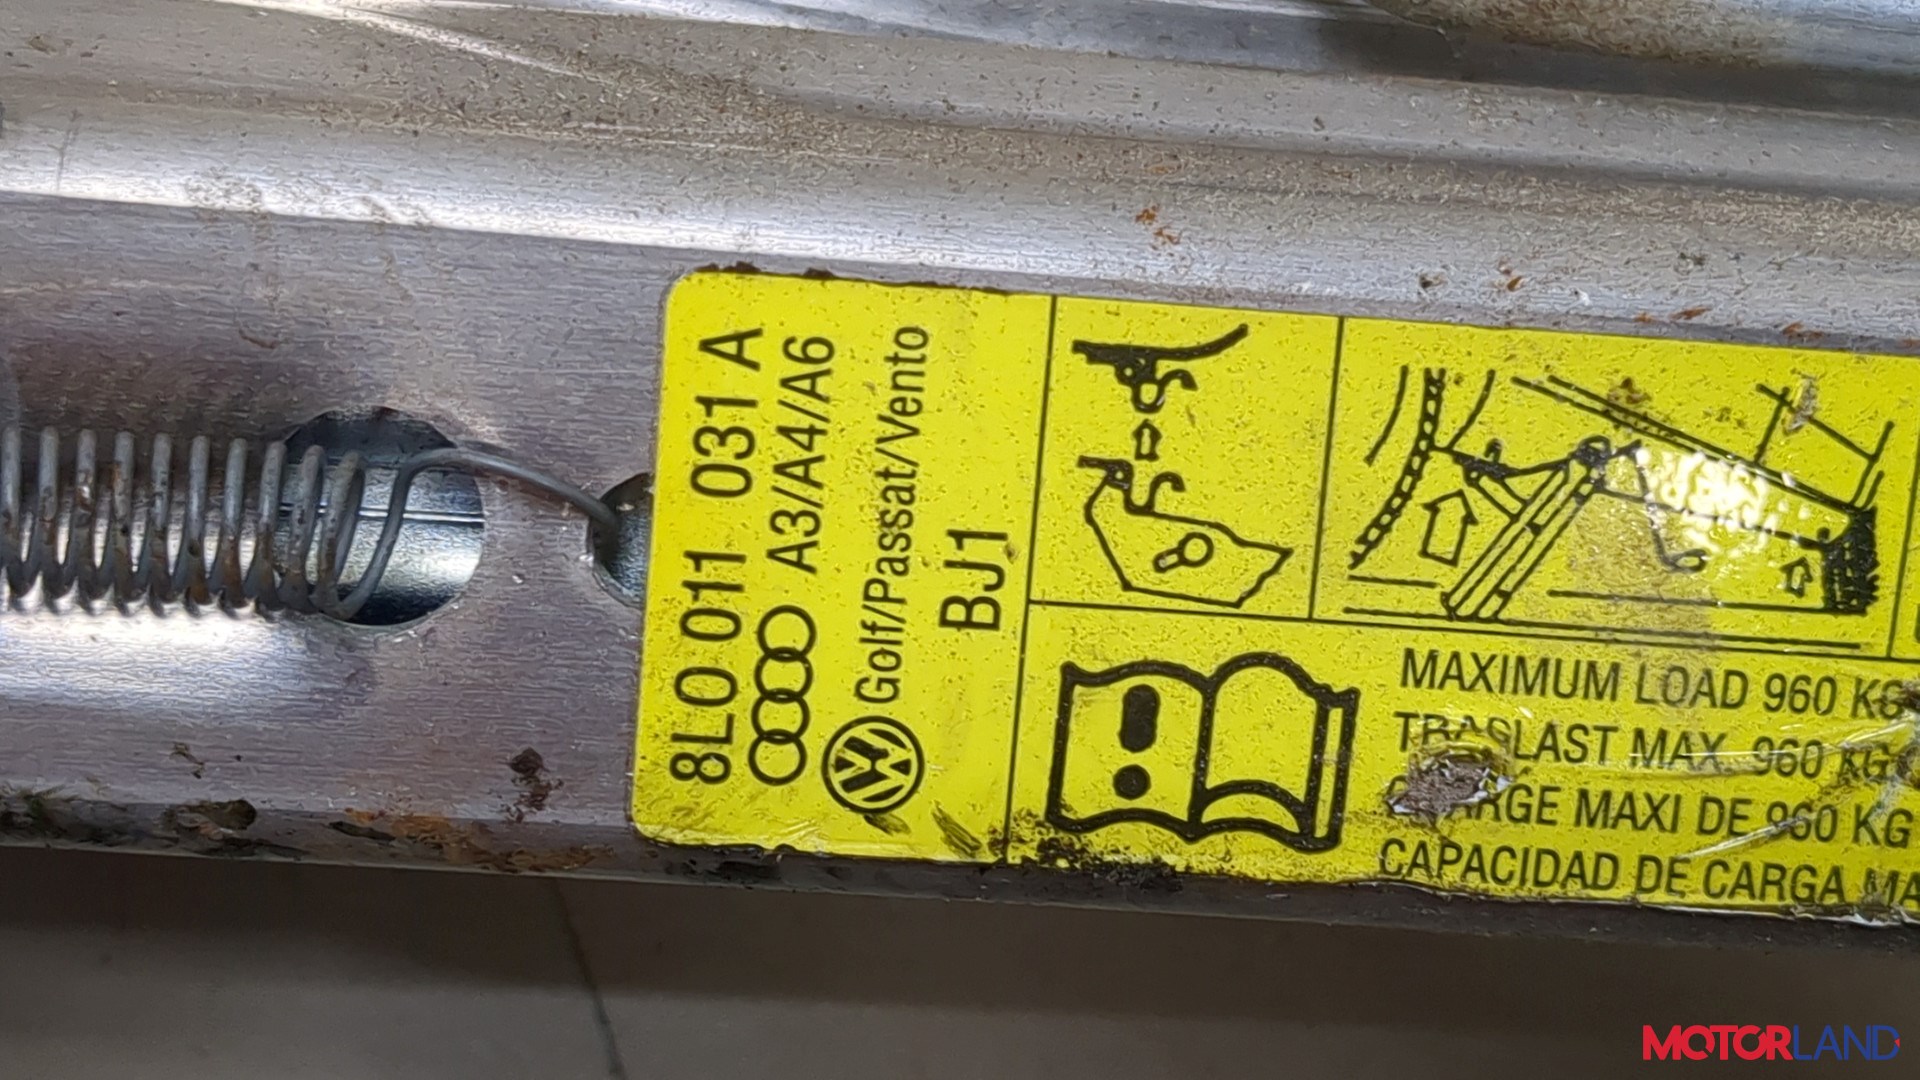 8L0 011 031 A
A3/A4/A6
Golf/Passat/Vento
BJ1
MAXIMUM LOAD 960 KG
TRASLAST MAX. 960 KG
CHARGE MAXI DE 960 KG
CAPACIDAD DE CARGA
MOTORLAND